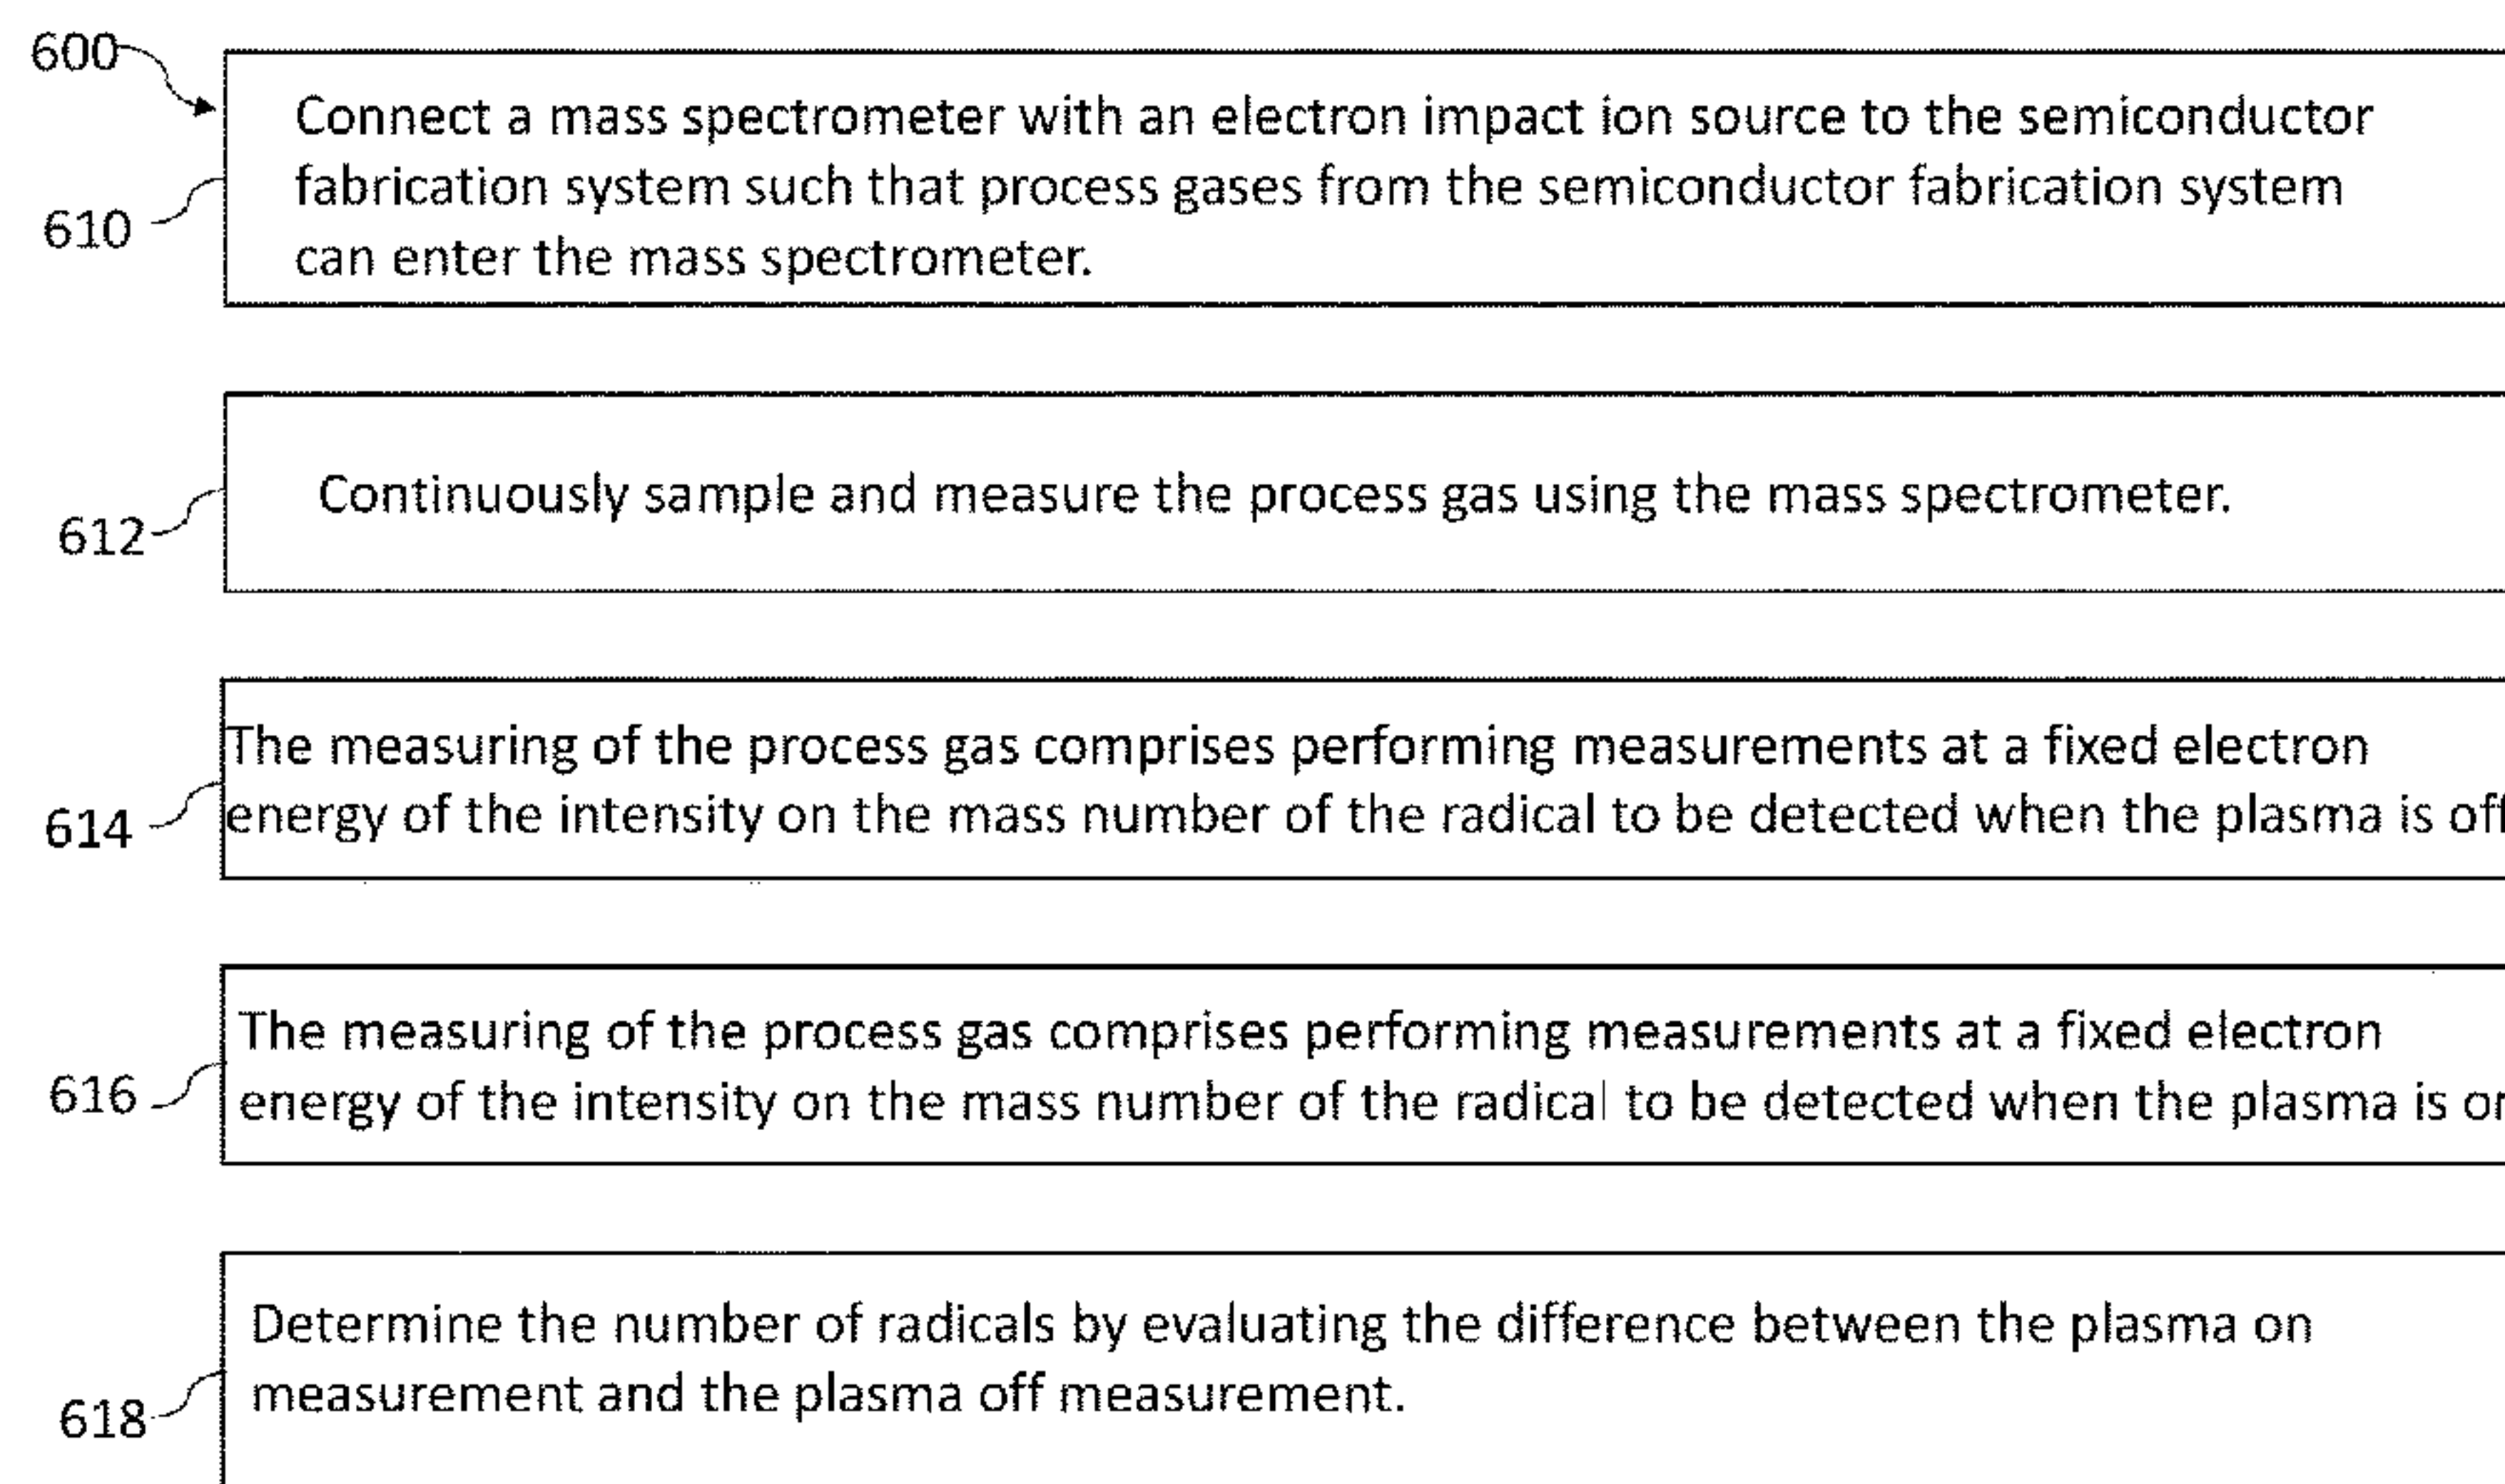 600
Connect a mass spectrometer with an electron impact ion source to the semiconductor
fabrication system such that process gases from the semiconductor fabrication system
can enter the mass spectrometer.
610
Continuously sample and measure the process gas using the mass spectrometer.
612
The measuring of the process gas comprises performing measurements at a fixed electron
energy of the intensity on the mass number of the radical to be detected when the plasma is off
614
The measuring of the process gas comprises performing measurements at a fixed electron
energy of the intensity on the mass number of the radical to be detected when the plasma is
616
Determine the number of radicals by evaluating the difference between the plasma on
measurement and the plasma off measurement.
618